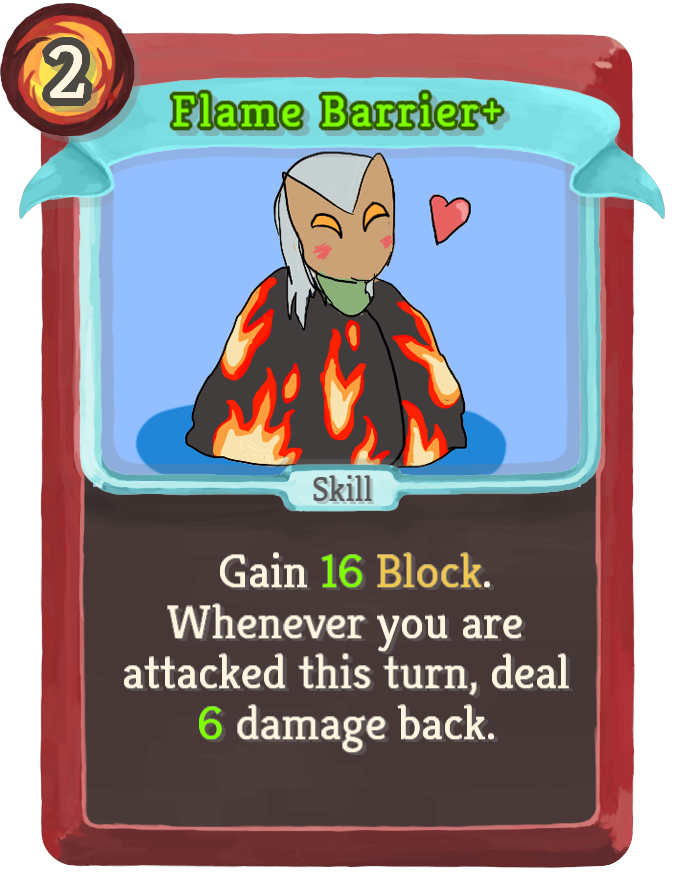 2
Flame Barrier+
Skill
Gain 16 Block.
Whenever you are
attacked this turn, deal
6 damage back.